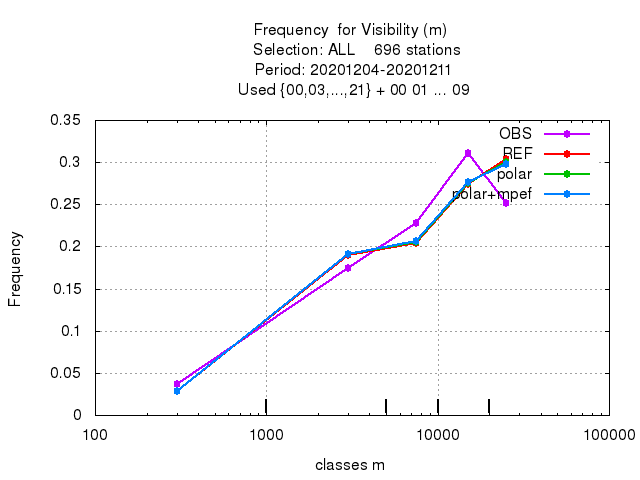 Frequency  for Visibility (m)
Selection: ALL    696 stations
Period: 20201204-20201211
Used {00,03,...,21} + 00 01 ... 09
0.35
0.3
0.25
0.2
0.15
0.1
0.05
0
Frequency
OBS
REF
polar
polar+mpef
100
1000
10000
100000
classes m